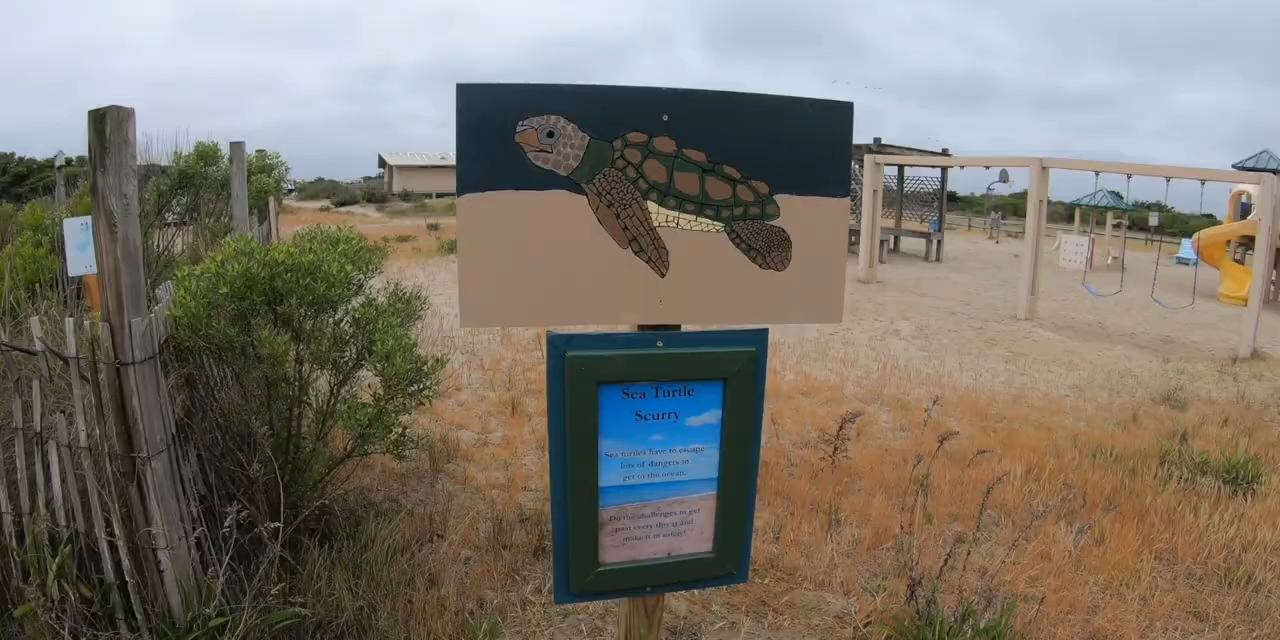 Sea Turtle
Scurry
Sea turtles have to escape
lots of dangers to
get to the ocean.
Do the challenges to get
past every threat and
make it to safety!